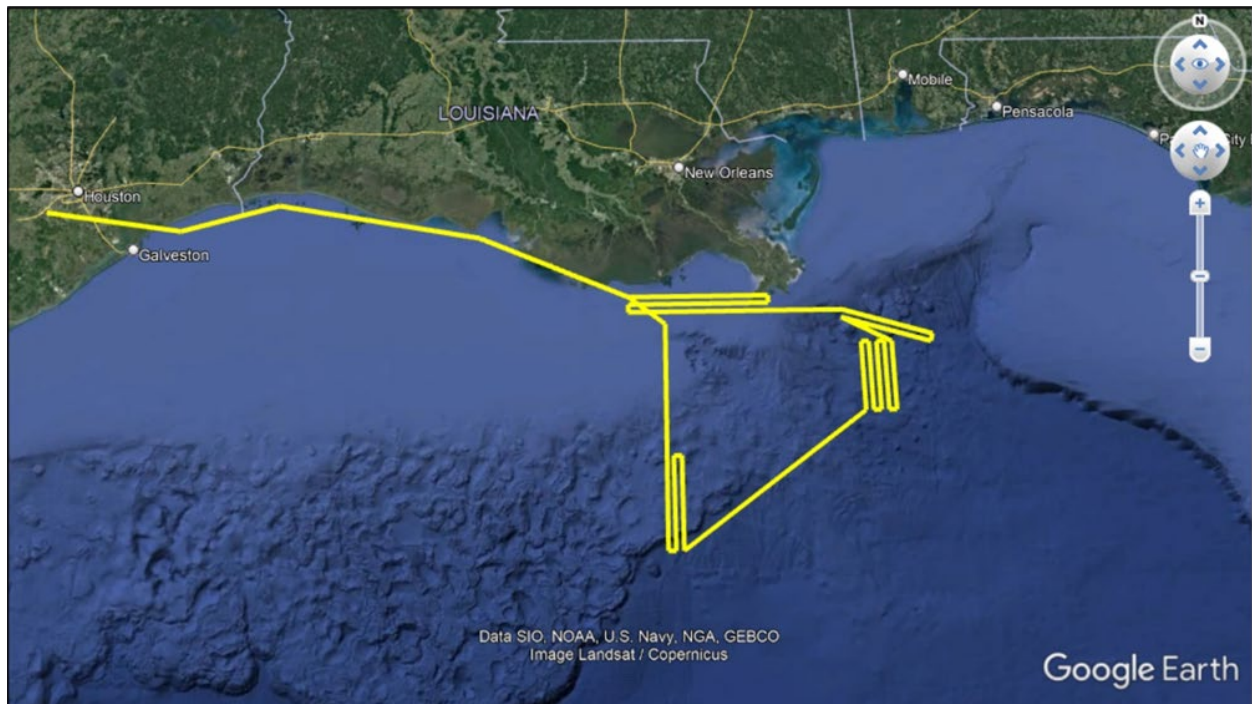 N
Mobile
Pensacola
LOUISIANA
New Orleans
Houston
Galveston
Data SIO, NOAA, U.S. Navy, NGA, GEBCO
Image Landsat / Copernicus
Google Earth